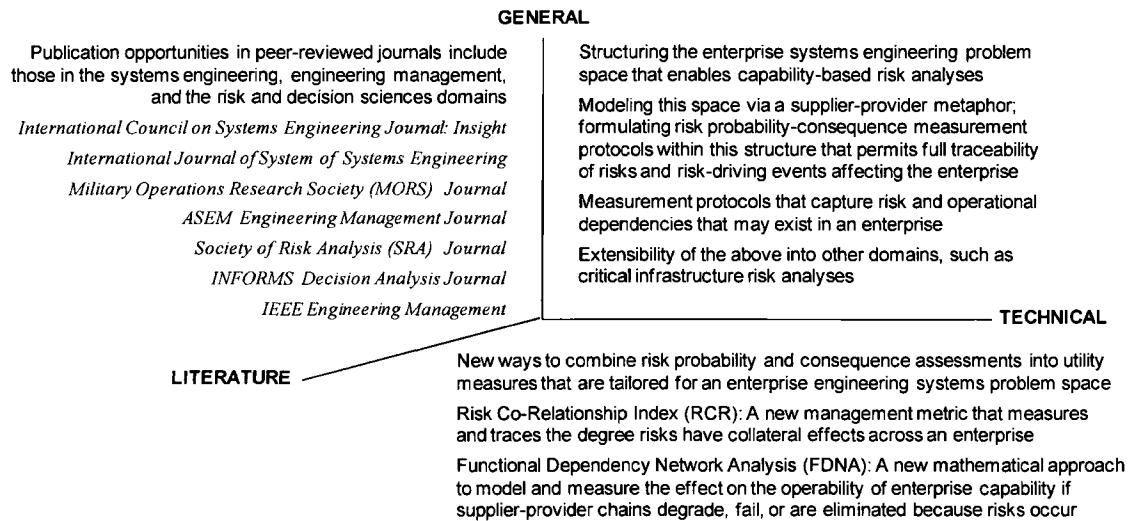 GENERAL
Publication opportunities in peer-reviewed journals include
those in the systems engineering, engineering management,
and the risk and decision sciences domains
International Council on Systems Engineering Journal: Insight
International Journal of System of Systems Engineering
Military Operations Research Society (MORS) Journal
ASEM Engineering Management Journal
Society of Risk Analysis (SRA) Journal
INFORMS Decision Analysis Journal
IEEE Engineering Management
Structuring the enterprise systems engineering problem
space that enables capability-based risk analyses
Modeling this space via a supplier-provider metaphor;
formulating risk probability-consequence measurement
protocols within this structure that permits full traceability
of risks and risk-driving events affecting the enterprise
Measurement protocols that capture risk and operational
dependencies that may exist in an enterprise
Extensibility of the above into other domains, such as
critical infrastructure risk analyses
TECHNICAL
LITERATURE
New ways to combine risk probability and consequence assessments into utility
measures that are tailored for an enterprise engineering systems problem space
Risk Co-Relationship Index (RCR): A new management metric that measures
and traces the degree risks have collateral effects across an enterprise
Functional Dependency Network Analysis (FDNA): A new mathematical approach
to model and measure the effect on the operability of enterprise capability if
supplier-provider chains degrade, fail, or are eliminated because risks occur